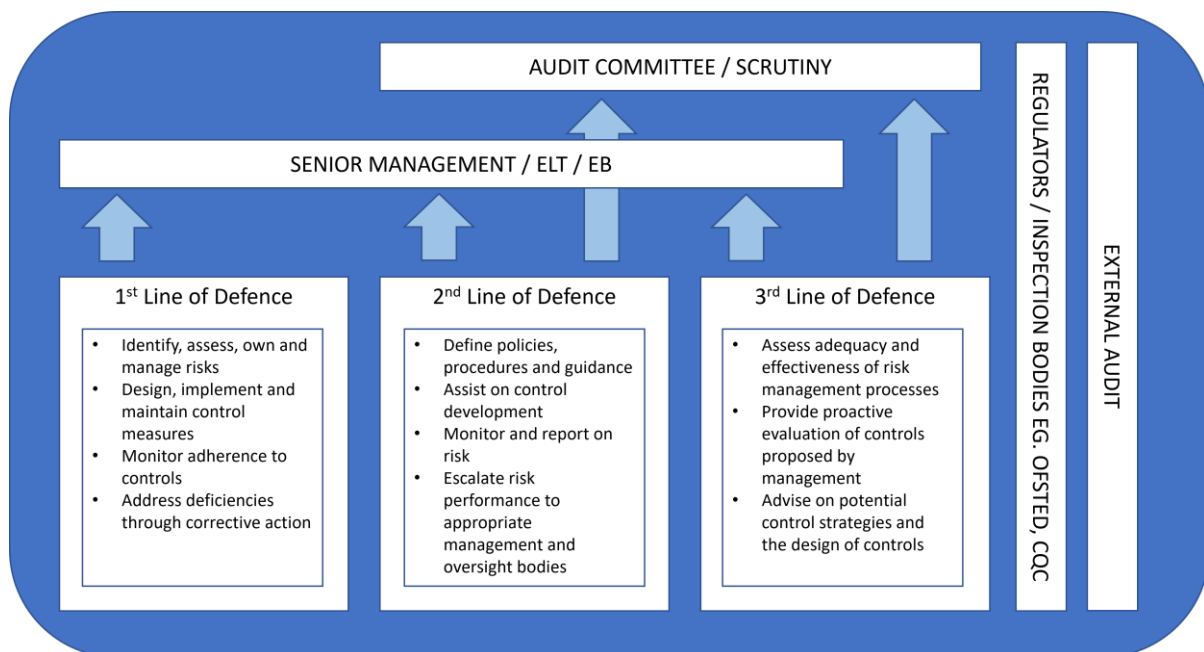 AUDIT COMMITTEE / SCRUTINY
SENIOR MANAGEMENT / ELT / EB
1st Line of Defence
• Identify, assess, own and
manage risks
• Design, implement and
maintain control
measures
• Monitor adherence to
controls
• Address deficiencies
through corrective action
2nd Line of Defence
• Define policies,
procedures and guidance
• Assist on control
development
• Monitor and report on
risk
• Escalate risk
performance to
appropriate
management and
oversight bodies
3rd Line of Defence
• Assess adequacy and
effectiveness of risk
management processes
• Provide proactive
evaluation of controls
proposed by
management
• Advise on potential
control strategies and
the design of controls
REGULATORS / INSPECTION BODIES EG. OFSTED, CQC
EXTERNAL AUDIT